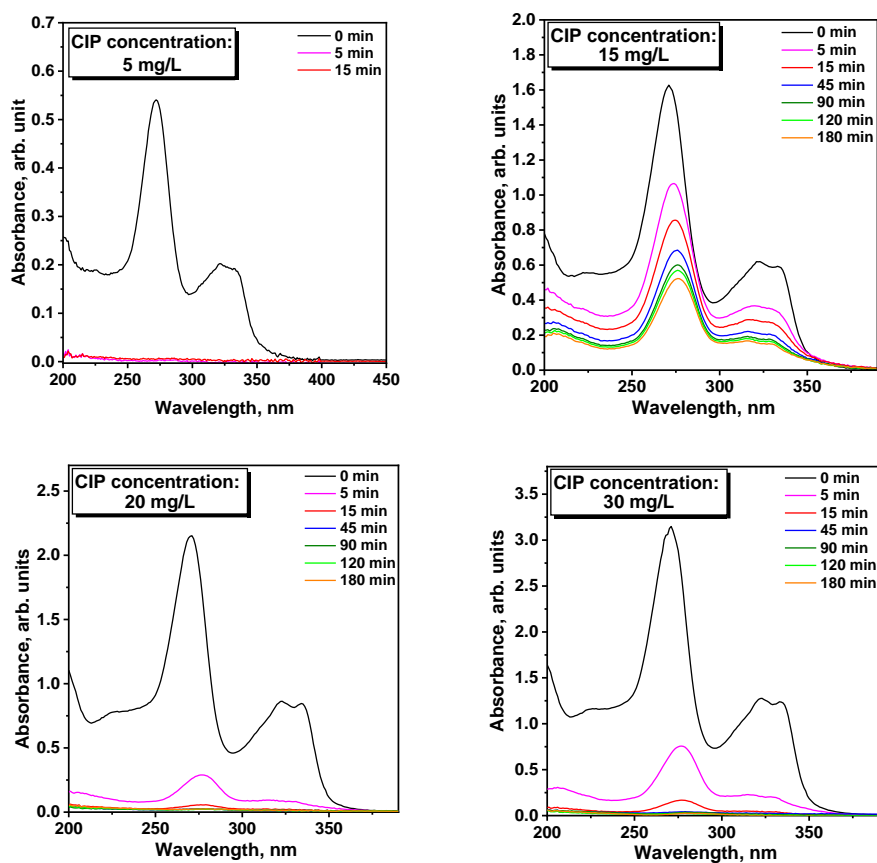 CIP concentration:
5 mg/L
0 min
5 min
15 min
Absorbance, arb. unit
0.7
0.6
0.5
0.4
0.3
0.2
0.1
0.0
200 250 300 350 400 450
Wavelength, nm
CIP concentration:
15 mg/L
0 min
5 min
15 min
45 min
90 min
120 min
180 min
Absorbance, arb. units
2.0
1.8
1.6
1.4
1.2
1.0
0.8
0.6
0.4
0.2
0.0
200 250 300 350
Wavelength, nm
CIP concentration:
20 mg/L
0 min
5 min
15 min
45 min
90 min
120 min
180 min
Absorbance, arb. units
2.5
2.0
1.5
1.0
0.5
0.0
200 250 300 350
Wavelength, nm
CIP concentration:
30 mg/L
0 min
5 min
15 min
45 min
90 min
120 min
180 min
Absorbance, arb. units
3.5
3.0
2.5
2.0
1.5
1.0
0.5
0.0
200 250 300 350
Wavelength, nm